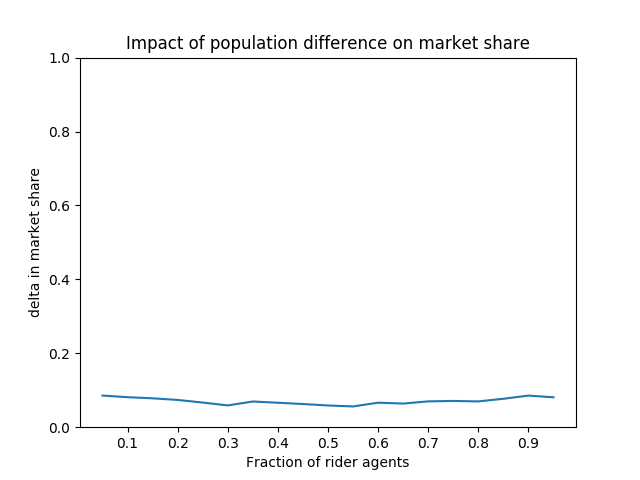 Impact of population difference on market share
1.0
0.8
0.6
0.4
0.2
0.0
delta in market share
0.1 0.2 0.3 0.4 0.5 0.6 0.7 0.8 0.9
Fraction of rider agents